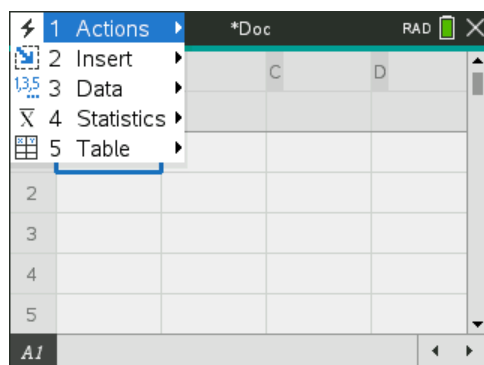 1 Actions *Doc RAD
2 Insert C D
1,3,5 3 Data
X 4 Statistics
X Y 5 Table
2
3
4
5
A1